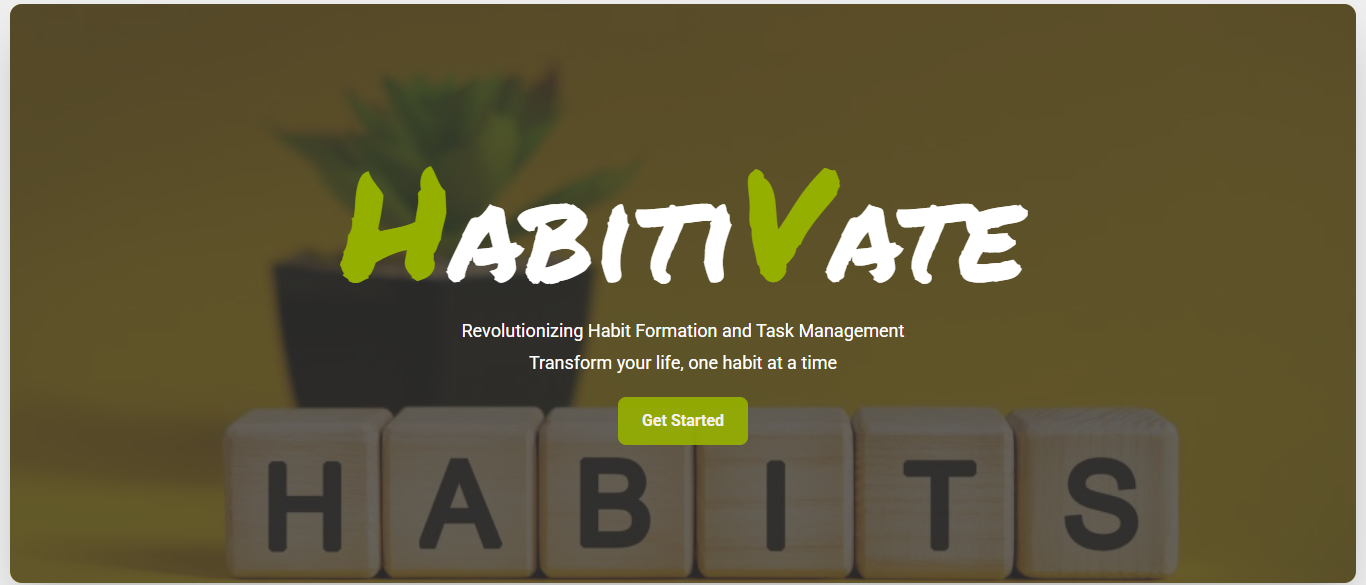 HABITIVATE
Revolutionizing Habit Formation and Task Management
Transform your life, one habit at a time
Get Started
HABITS